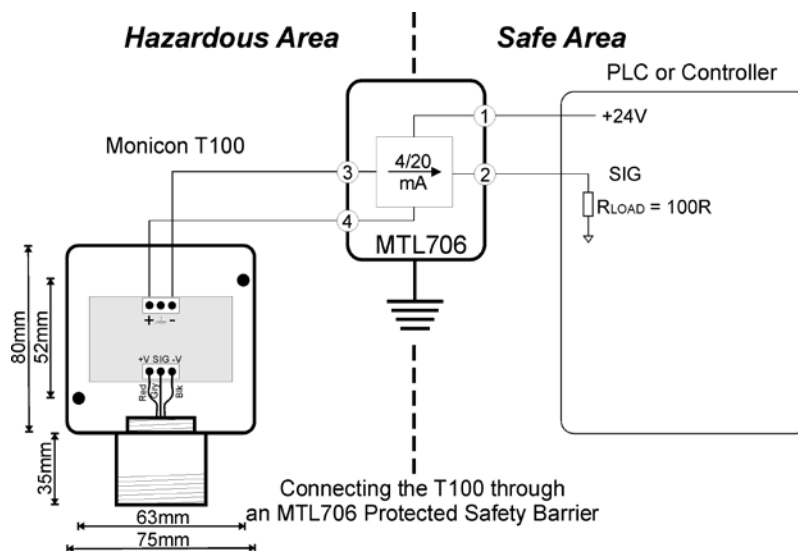 Hazardous Area
Safe Area
PLC or Controller
Monicon T100
1
+24V
4/20
mA
3
2
SIG
RLOAD = 100R
4
MTL706
+ -
+V SIG -V
Red
Gry
Blk
80mm
52mm
35mm
63mm
75mm
Connecting the T100 through
an MTL706 Protected Safety Barrier